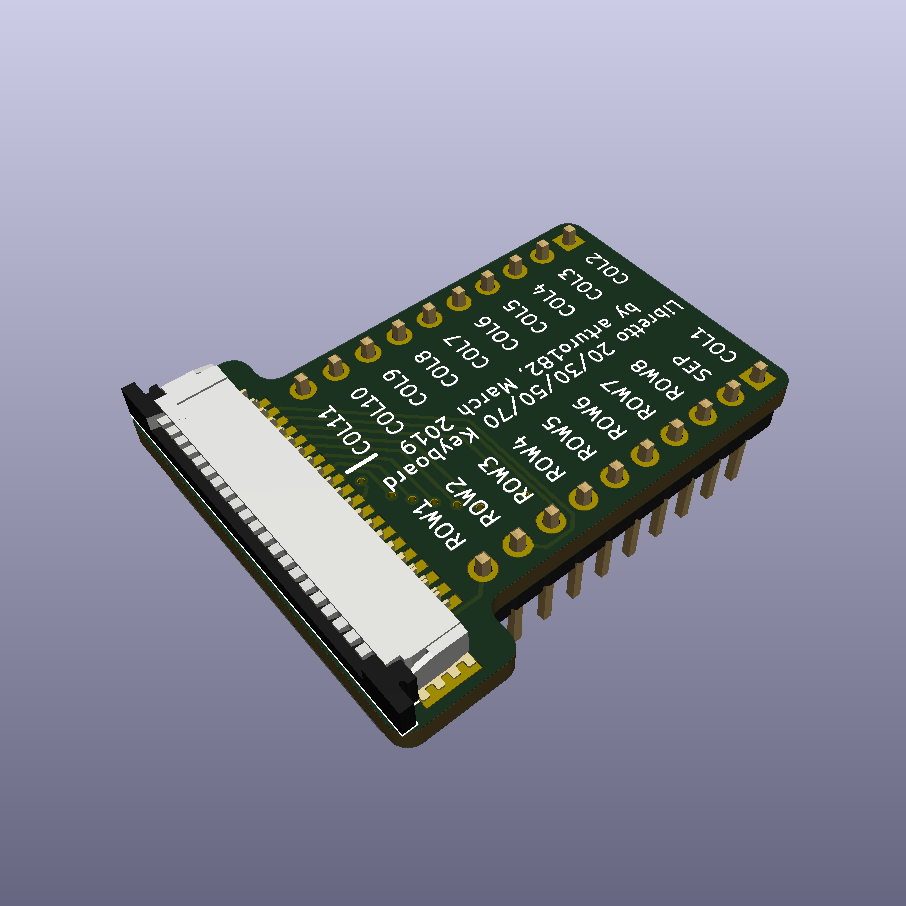 COL2
COL3
COL4
COL5
COL6
COL7
COL8
COL9
COL10
COL11
Libretto 20/30/50/70 Keyboard
by arturo182, March 2019
COL1
SEP
ROW8
ROW7
ROW6
ROW5
ROW4
ROW3
ROW2
ROW1